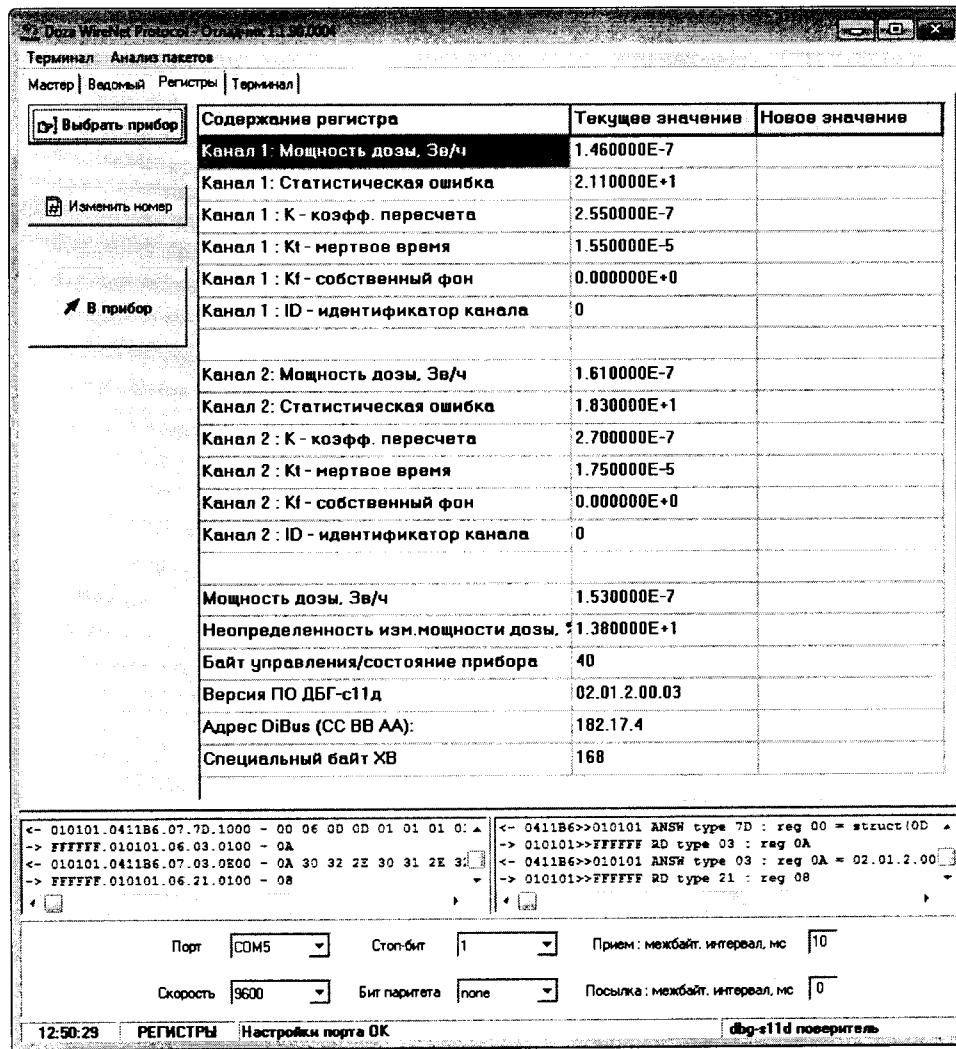 Doza WireNet Protocol - Отладчик 1.1.98.0004
Терминал Анализ пакетов
Мастер Ведомый Регистры Терминал
Выбрать прибор
Изменить номер
В прибор
Содержание регистра Текущее значение Новое значение
Канал 1: Мощность дозы, Зв/ч 1.460000E-7
Канал 1: Статистическая ошибка 2.110000E+1
Канал 1 : K - коэфф. пересчета 2.550000E-7
Канал 1 : Kt - мертвое время 1.550000E-5
Канал 1 : Kf - собственный фон 0.000000E+0
Канал 1 : ID - идентификатор канала 0
Канал 2: Мощность дозы, Зв/ч 1.610000E-7
Канал 2: Статистическая ошибка 1.830000E+1
Канал 2 : K - коэфф. пересчета 2.700000E-7
Канал 2 : Kt - мертвое время 1.750000E-5
Канал 2 : Kf - собственный фон 0.000000E+0
Канал 2 : ID - идентификатор канала 0
Мощность дозы, Зв/ч 1.530000E-7
Неопределенность изм.мощности дозы, % 1.380000E+1
Байт управления/состояние прибора 40
Версия ПО ДБГ-с11д 02.01.2.00.03
Адрес DiBus (CC BB AA): 182.17.4
Специальный байт XB 168
<- 010101.0411B6.07.7D.1000 - 00 06 0D 0D 01 01 01
-> FFFFFF.010101.06.03.0100 - 0A
<- 010101.0411B6.07.03.0E00 - 0A 30 32 2E 30 31 2E
-> FFFFFF.010101.06.21.0100 - 08
<- 0411B6>>010101 ANSW type 7D : reg 00 = struct(0D
-> 010101>>FFFFFF RD type 03 : reg 0A
<- 0411B6>>010101 ANSW type 03 : reg 0A = 02.01.2.00
-> 010101>>FFFFFF RD type 21 : reg 08
Порт COM5 Стоп-бит 1 Прием : межбайт. интервал, мс 10
Скорость 9600 Бит паритета none Посылка : межбайт. интервал, мс 0
12:50:29 РЕГИСТРЫ Настройки порта OK dbg-s11d поверитель